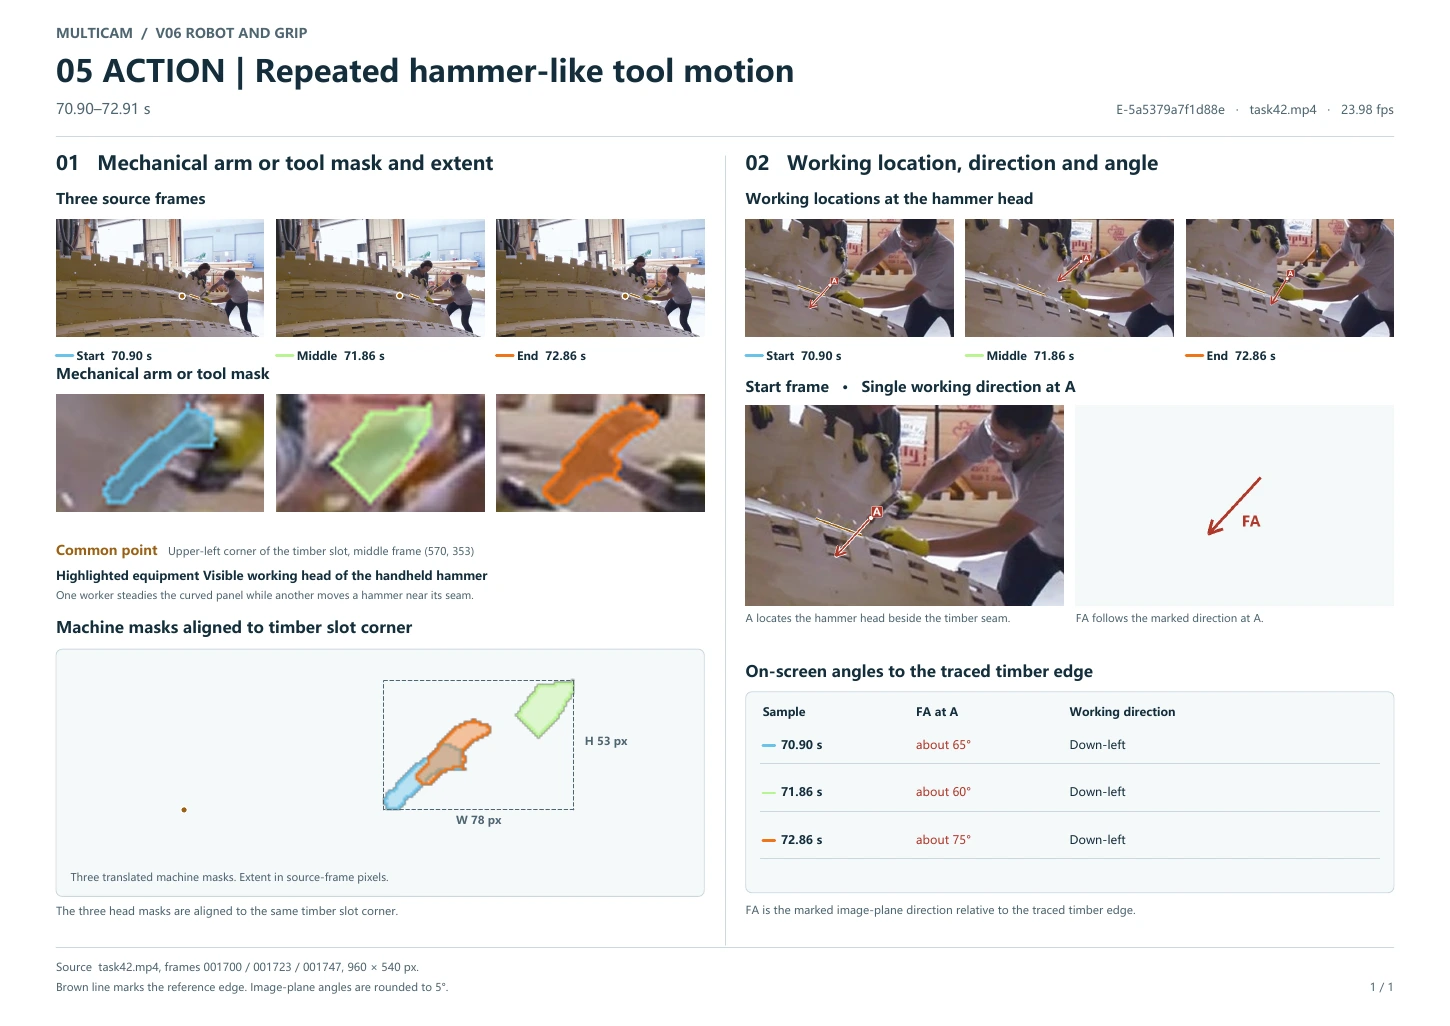 MULTICAM / V06 ROBOT AND GRIP
05 ACTION | Repeated hammer-like tool motion
70.90–72.91 s
E-5a5379a7f1d88e · task42.mp4 · 23.98 fps
01 Mechanical arm or tool mask and extent
Three source frames
Start 70.90 s
Middle 71.86 s
End 72.86 s
Mechanical arm or tool mask
Common point Upper-left corner of the timber slot, middle frame (570, 353)
Highlighted equipment Visible working head of the handheld hammer
One worker steadies the curved panel while another moves a hammer near its seam.
Machine masks aligned to timber slot corner
H 53 px
W 78 px
Three translated machine masks. Extent in source-frame pixels.
The three head masks are aligned to the same timber slot corner.
02 Working location, direction and angle
Working locations at the hammer head
A
A
A
Start 70.90 s
Middle 71.86 s
End 72.86 s
Start frame • Single working direction at A
A
FA
A locates the hammer head beside the timber seam.
FA follows the marked direction at A.
On-screen angles to the traced timber edge
Sample FA at A Working direction
70.90 s about 65° Down-left
71.86 s about 60° Down-left
72.86 s about 75° Down-left
FA is the marked image-plane direction relative to the traced timber edge.
Source task42.mp4, frames 001700 / 001723 / 001747, 960 × 540 px.
Brown line marks the reference edge. Image-plane angles are rounded to 5°.
1 / 1